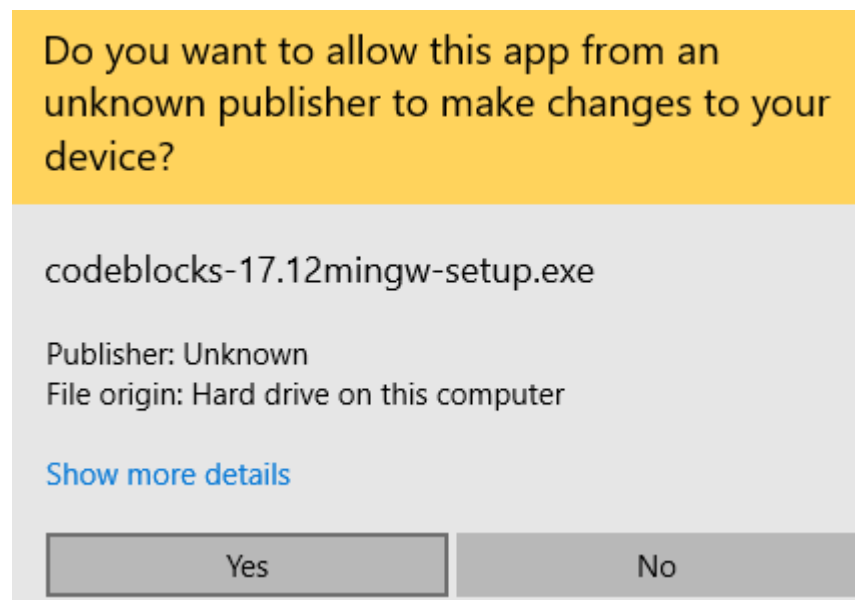 Do you want to allow this app from an
unknown publisher to make changes to your
device?
codeblocks-17.12mingw-setup.exe
Publisher: Unknown
File origin: Hard drive on this computer
Show more details
Yes No